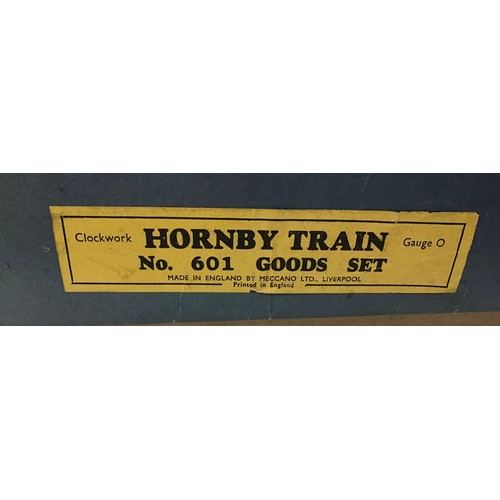 Clockwork HORNBY TRAIN Gauge O
No. 601 GOODS SET
MADE IN ENGLAND BY MECCANO LTD., LIVERPOOL
Printed in England